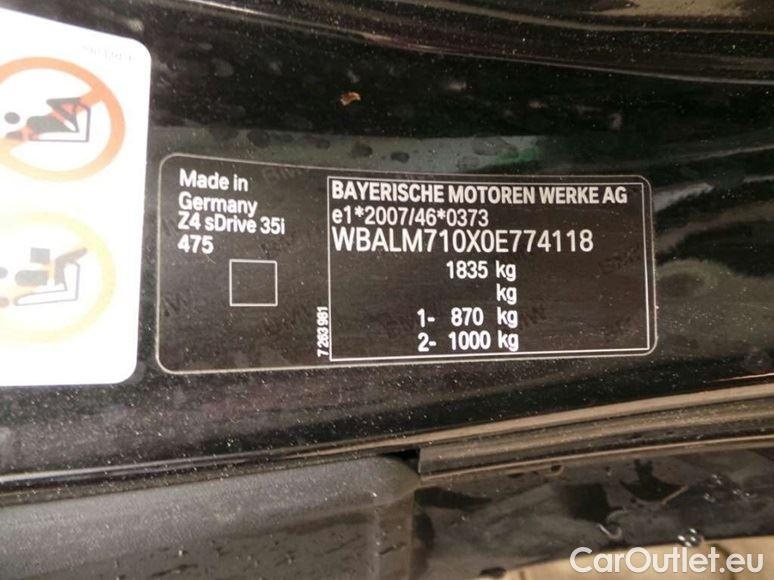 Made in
Germany
Z4 sDrive 35i
475
7 263 981
BAYERISCHE MOTOREN WERKE AG
e1*2007/46*0373
WBALM710X0E774118
1835 kg
kg
1- 870 kg
2- 1000 kg
CarOutlet.eu